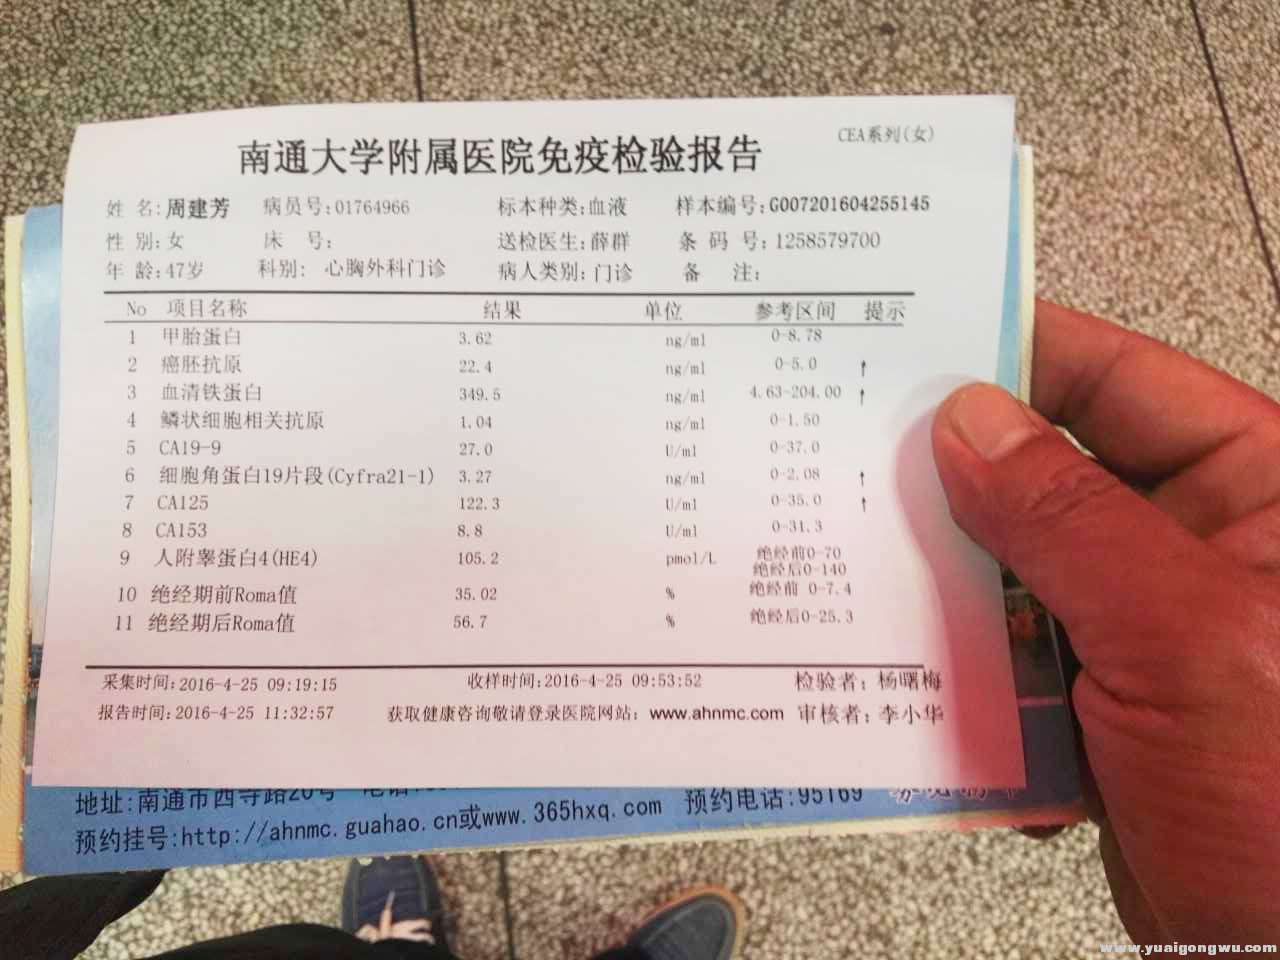 CEA系列(女)
南通大学附属医院免疫检验报告
姓 名:周建芳 病员号:01764966 标本种类:血液 样本编号:G007201604255145
性 别:女 床 号: 送检医生:薛群 条 码 号:1258579700
年 龄:47岁 科别: 心胸外科门诊 病人类别:门诊 备 注:
No 项目名称 结果 单位 参考区间 提示
1 甲胎蛋白 3.62 ng/ml 0-8.78
2 癌胚抗原 22.4 ng/ml 0-5.0 ↑
3 血清铁蛋白 349.5 ng/ml 4.63-204.00 ↑
4 鳞状细胞相关抗原 1.04 ng/ml 0-1.50
5 CA19-9 27.0 U/ml 0-37.0
6 细胞角蛋白19片段(Cyfra21-1) 3.27 ng/ml 0-2.08 ↑
7 CA125 122.3 U/ml 0-35.0 ↑
8 CA153 8.8 U/ml 0-31.3
9 人附睾蛋白4(HE4) 105.2 pmol/L 绝经前0-70
绝经后0-140
10 绝经期前Roma值 35.02 % 绝经前 0-7.4
11 绝经期后Roma值 56.7 % 绝经后0-25.3
采集时间:2016-4-25 09:19:15 收样时间:2016-4-25 09:53:52 检验者:杨曙梅
报告时间:2016-4-25 11:32:57 获取健康咨询敬请登录医院网站:www.ahnmc.com 审核者:李小华
地址:南通市西寺路20号 电话: 预约电话:95169
预约挂号:http://ahnmc.guahao.cn或www.365hxq.com
www.yuaigongwu.com